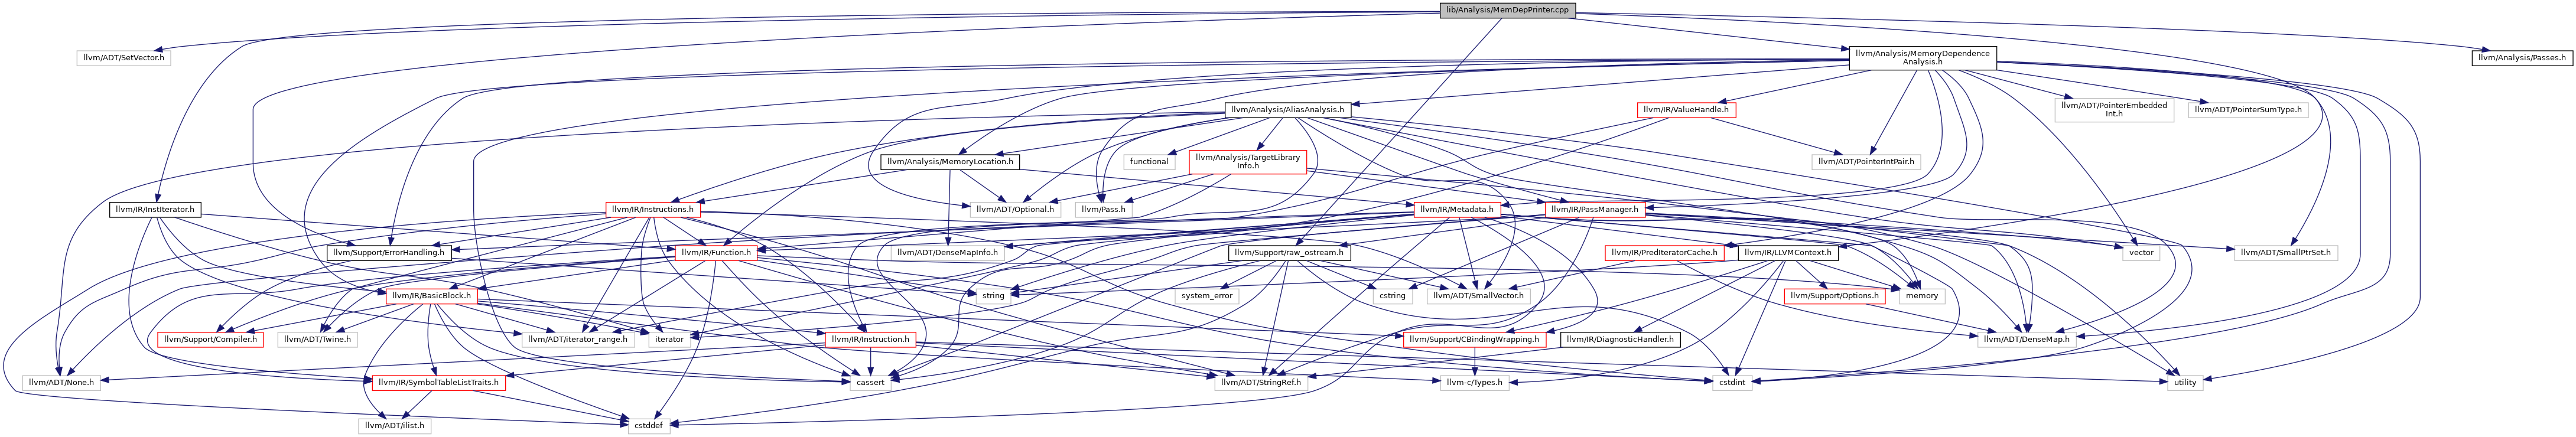 lib/Analysis/MemDepPrinter.cpp
llvm/ADT/SetVector.h
llvm/Analysis/MemoryDependence
Analysis.h
llvm/Analysis/Passes.h
llvm/Analysis/AliasAnalysis.h
llvm/IR/ValueHandle.h
llvm/ADT/PointerEmbedded
Int.h
llvm/ADT/PointerSumType.h
llvm/Analysis/MemoryLocation.h
functional
llvm/Analysis/TargetLibrary
Info.h
llvm/ADT/PointerIntPair.h
llvm/IR/InstIterator.h
llvm/IR/Instructions.h
llvm/ADT/Optional.h
llvm/Pass.h
llvm/IR/Metadata.h
llvm/IR/PassManager.h
llvm/Support/ErrorHandling.h
llvm/IR/Function.h
llvm/ADT/DenseMapInfo.h
llvm/Support/raw_ostream.h
llvm/IR/PredIteratorCache.h
llvm/IR/LLVMContext.h
vector
llvm/ADT/SmallPtrSet.h
llvm/IR/BasicBlock.h
string
system_error
cstring
llvm/ADT/SmallVector.h
llvm/Support/Options.h
memory
llvm/Support/Compiler.h
llvm/ADT/Twine.h
llvm/ADT/iterator_range.h
iterator
llvm/IR/Instruction.h
llvm/Support/CBindingWrapping.h
llvm/IR/DiagnosticHandler.h
llvm/ADT/DenseMap.h
llvm/ADT/None.h
llvm/IR/SymbolTableListTraits.h
cassert
llvm/ADT/StringRef.h
llvm-c/Types.h
cstdint
utility
llvm/ADT/ilist.h
cstddef